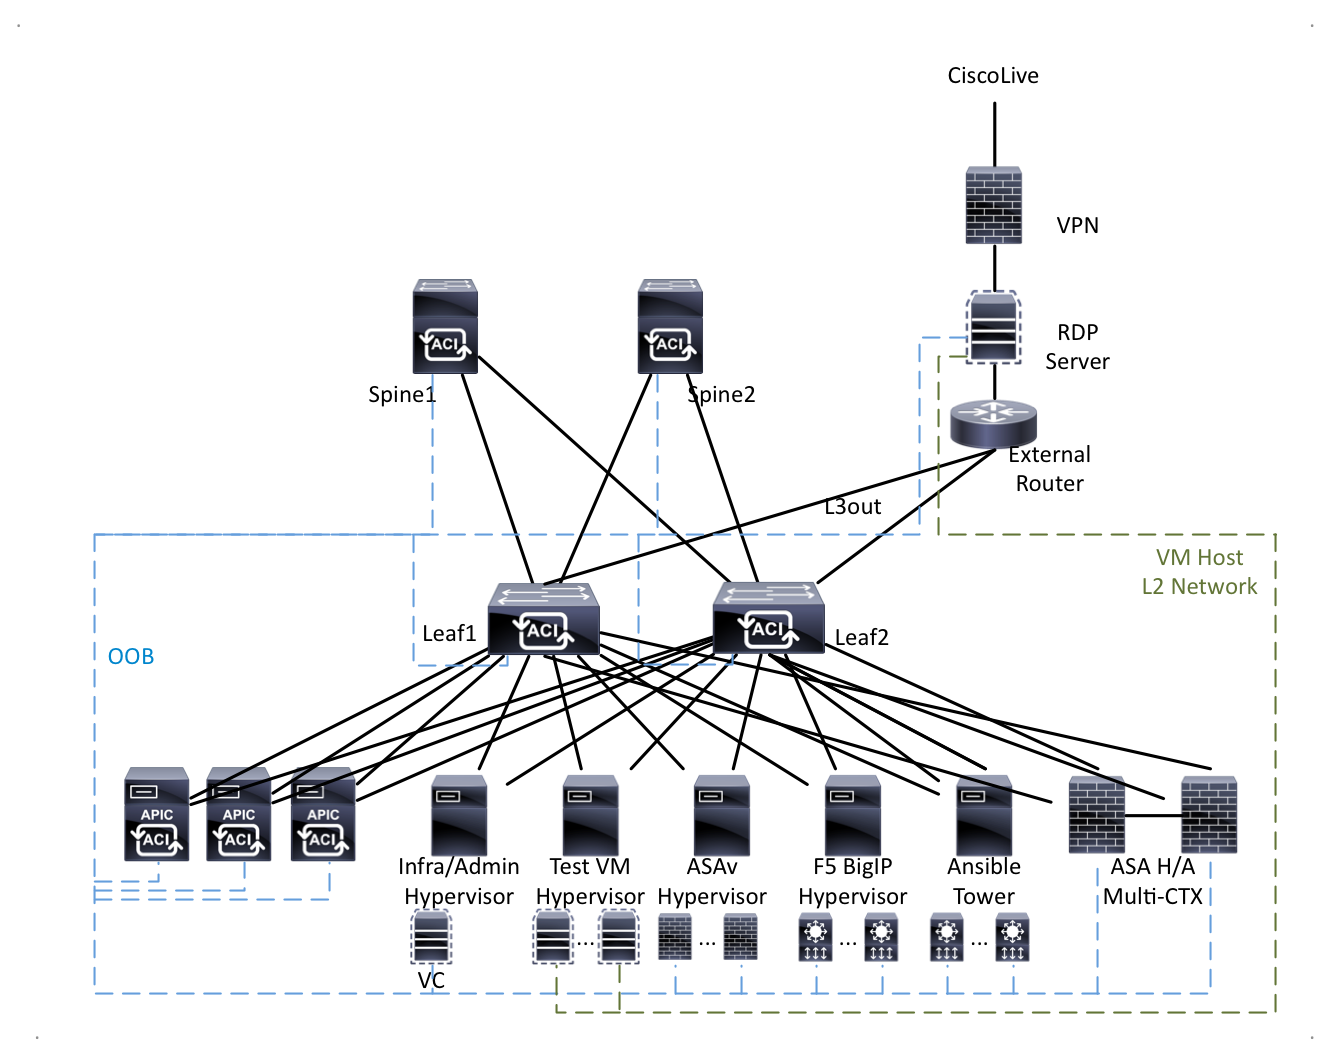 CiscoLive
VPN
RDP
Server
ACI
ACI
Spine1
Spine2
External
Router
L3out
VM Host
L2 Network
Leaf1
ACI
ACI
Leaf2
OOB
APIC
ACI
APIC
ACI
APIC
ACI
Infra/Admin
Hypervisor
Test VM
Hypervisor
ASAv
Hypervisor
F5 BigIP
Hypervisor
Ansible
Tower
ASA H/A
Multi-CTX
...
...
...
...
VC